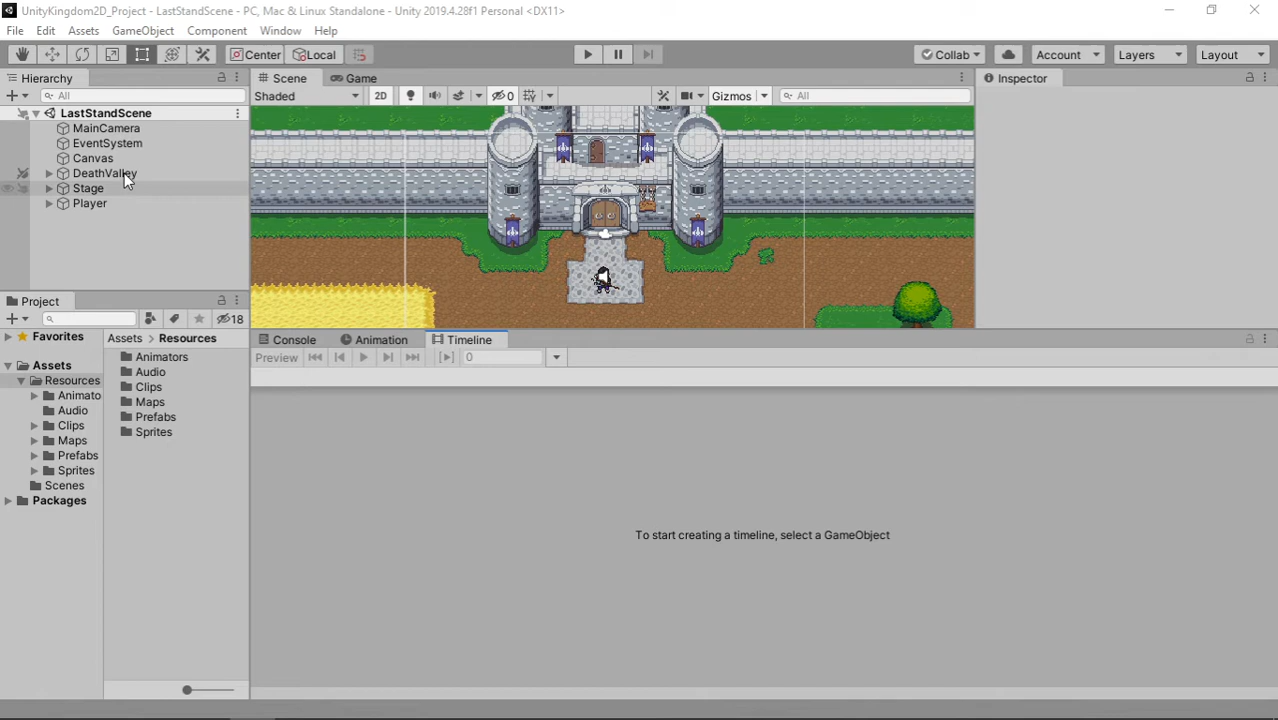 UnityKingdom2D_Project - LastStandScene - PC, Mac & Linux Standalone - Unity 2019.4.28f1 Personal <DX11>
File Edit Assets GameObject Component Window Help
Center Local Collab Account Layers Layout
Hierarchy Scene Game Inspector
All Shaded 2D 0 Gizmos All
LastStandScene
MainCamera
EventSystem
Canvas
DeathValley
Stage
Player
Project
18
Console Animation Timeline
Favorites Assets Resources
Preview 0
Assets
Resources
Animato
Audio
Clips
Maps
Prefabs
Sprites
Scenes
Packages
Animators
Audio
Clips
Maps
Prefabs
Sprites
To start creating a timeline, select a GameObject